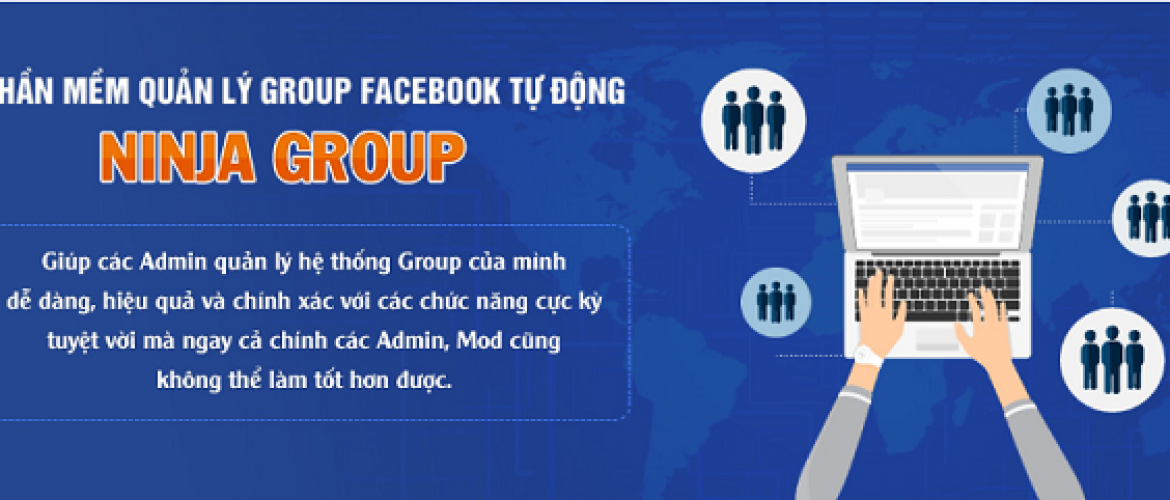 HẦN MỀM QUẢN LÝ GROUP FACEBOOK TỰ ĐỘNG
NINJA GROUP
Giúp các Admin quản lý hệ thống Group của mình
dễ dàng, hiệu quả và chính xác với các chức năng cực kỳ
tuyệt vời mà ngay cả chính các Admin, Mod cũng
không thể làm tốt hơn được.